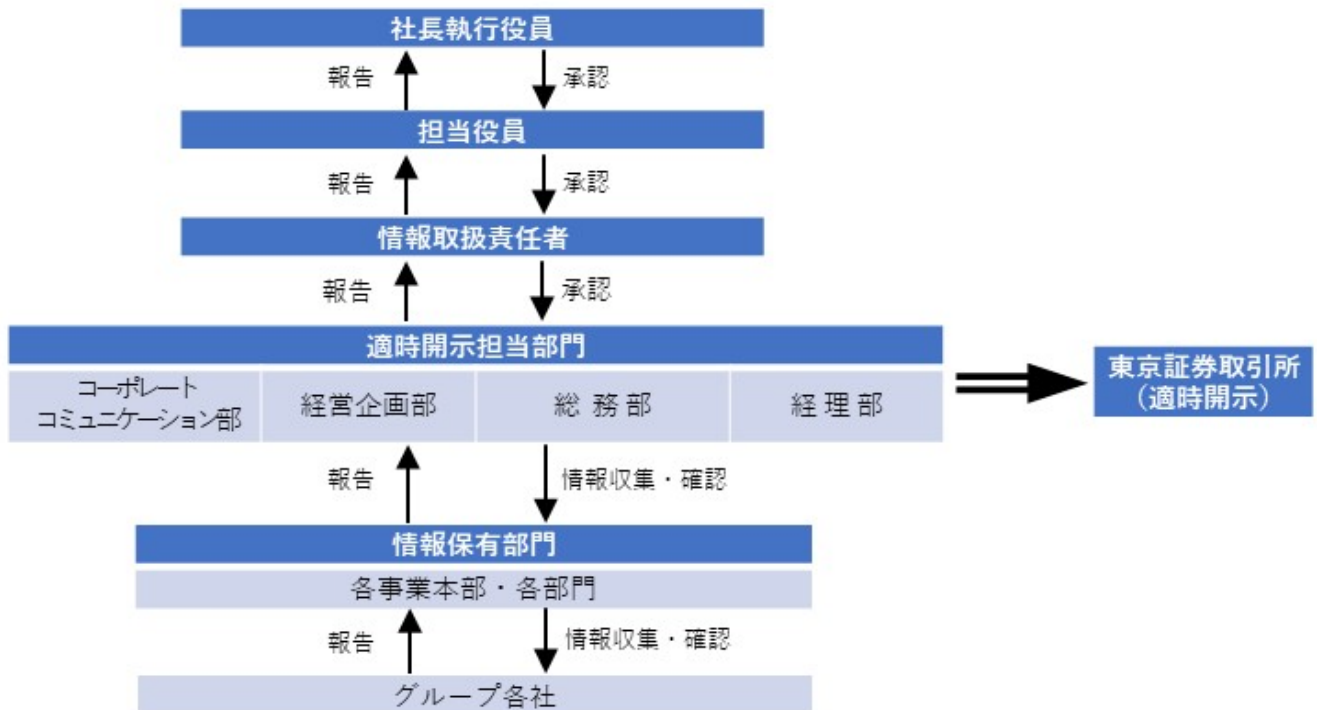 社長執行役員
報告
承認
担当役員
報告
承認
情報取扱責任者
報告
承認
適時開示担当部門
コーポレート
コミュニケーション部
経営企画部
総務部
経理部
東京証券取引所
（適時開示）
報告
情報収集・確認
情報保有部門
各事業本部・各部門
報告
情報収集・確認
グループ各社